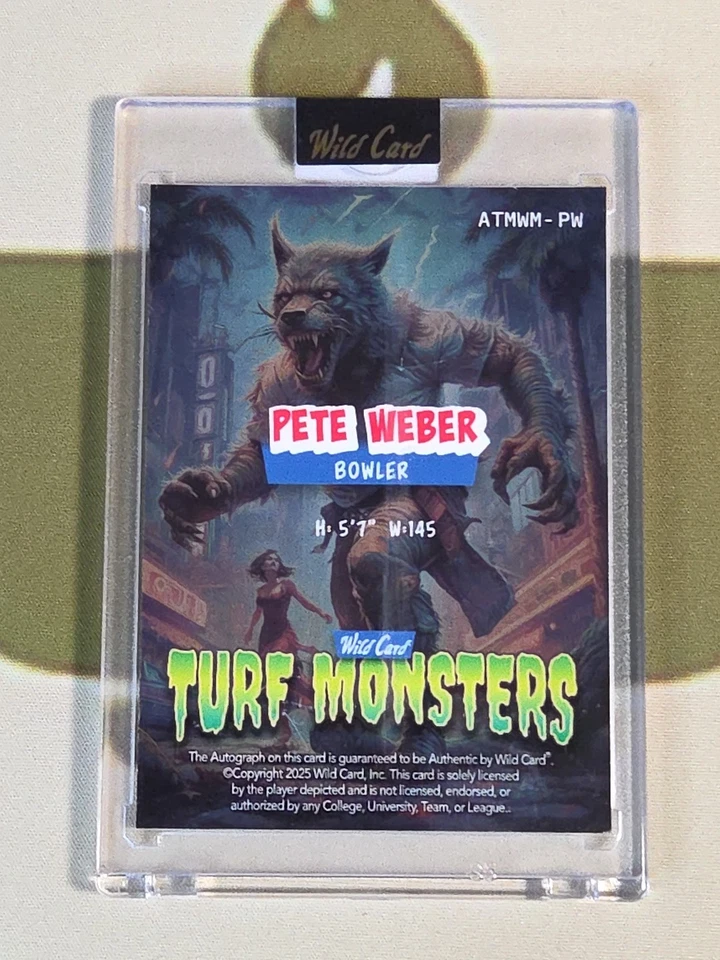 Wild Card
ATMWM - PW
PETE WEBER
BOWLER
H: 5'7" W:145
Wild Card
TURF MONSTERS
The Autograph on this card is guaranteed to be Authentic by Wild Card®.
©Copyright 2025 Wild Card, Inc. This card is solely licensed
by the player depicted and is not licensed, endorsed, or
authorized by any College, University, Team, or League..